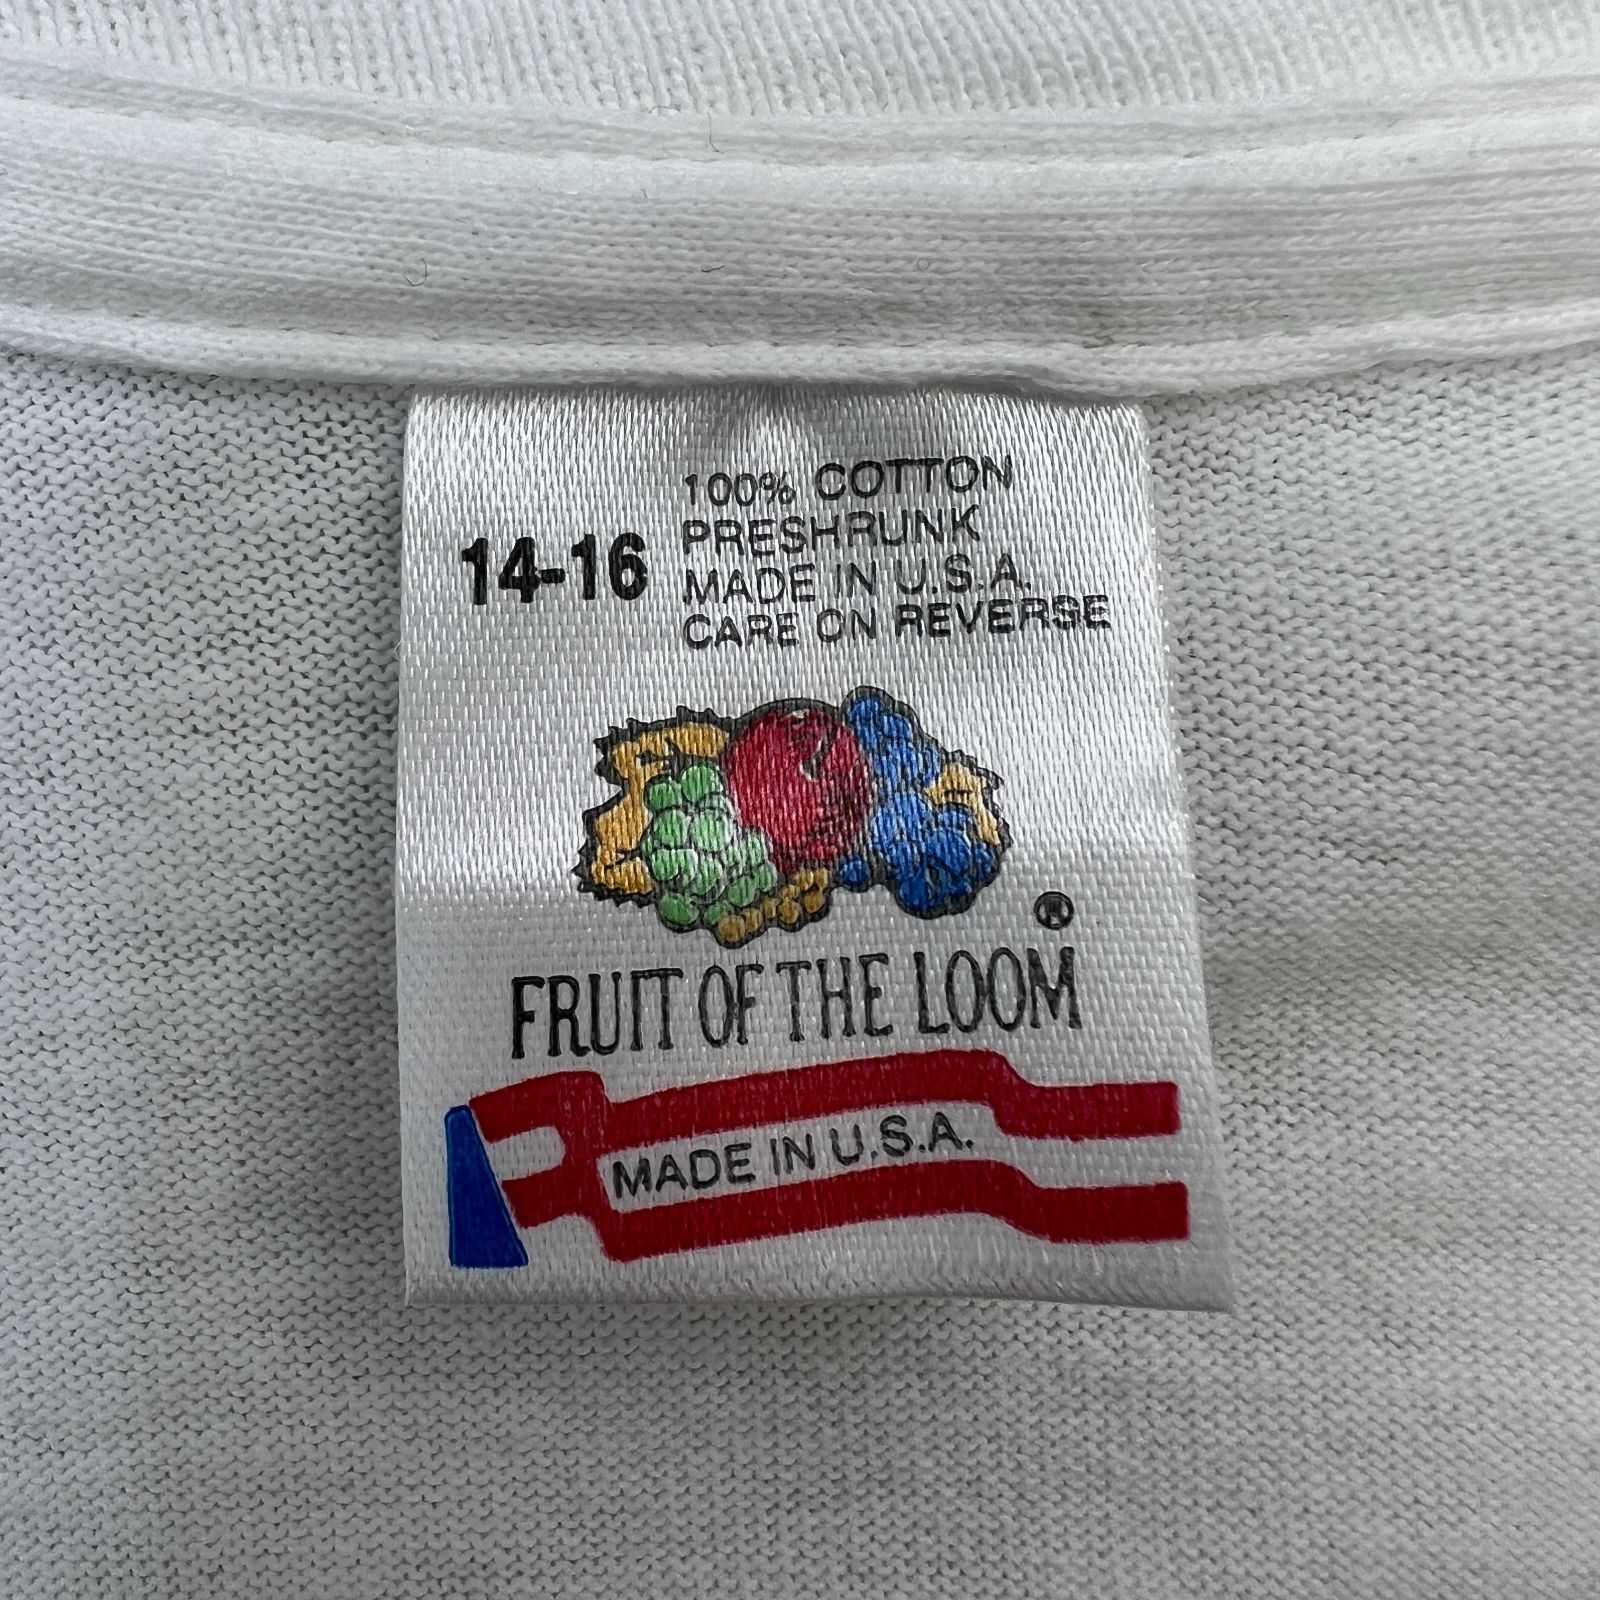 14-16
100% COTTON
PRESHRUNK
MADE IN U.S.A.
CARE ON REVERSE
®
FRUIT OF THE LOOM
MADE IN U.S.A.